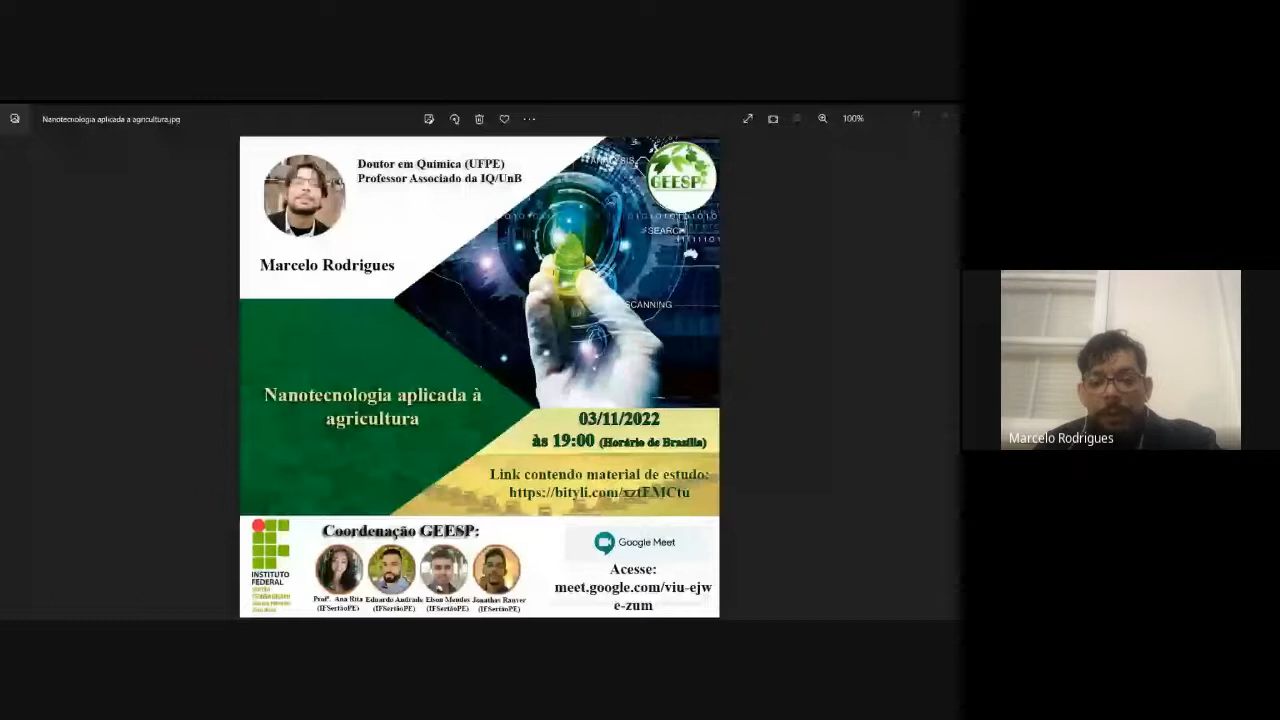 Nanotecnologia aplicada a agricultura.jpg
100%
Doutor em Química (UFPE)
Professor Associado da IQ/UnB
Marcelo Rodrigues
ANALYSIS
GEESP
SEARCH
SCANNING
Nanotecnologia aplicada à
agricultura
03/11/2022
às 19:00 (Horário de Brasília)
Link contendo material de estudo:
https://bityli.com/xztEMCtu
Coordenação GEESP:
INSTITUTO
FEDERAL
Profª. Ana Rita
(IFSertãoPE)
Eduardo Andrade
(IFSertãoPE)
Elson Mendes
(IFSertãoPE)
Jonathas Rauver
(IFSertãoPE)
Google Meet
Acesse:
meet.google.com/viu-ejw
e-zum
Marcelo Rodrigues